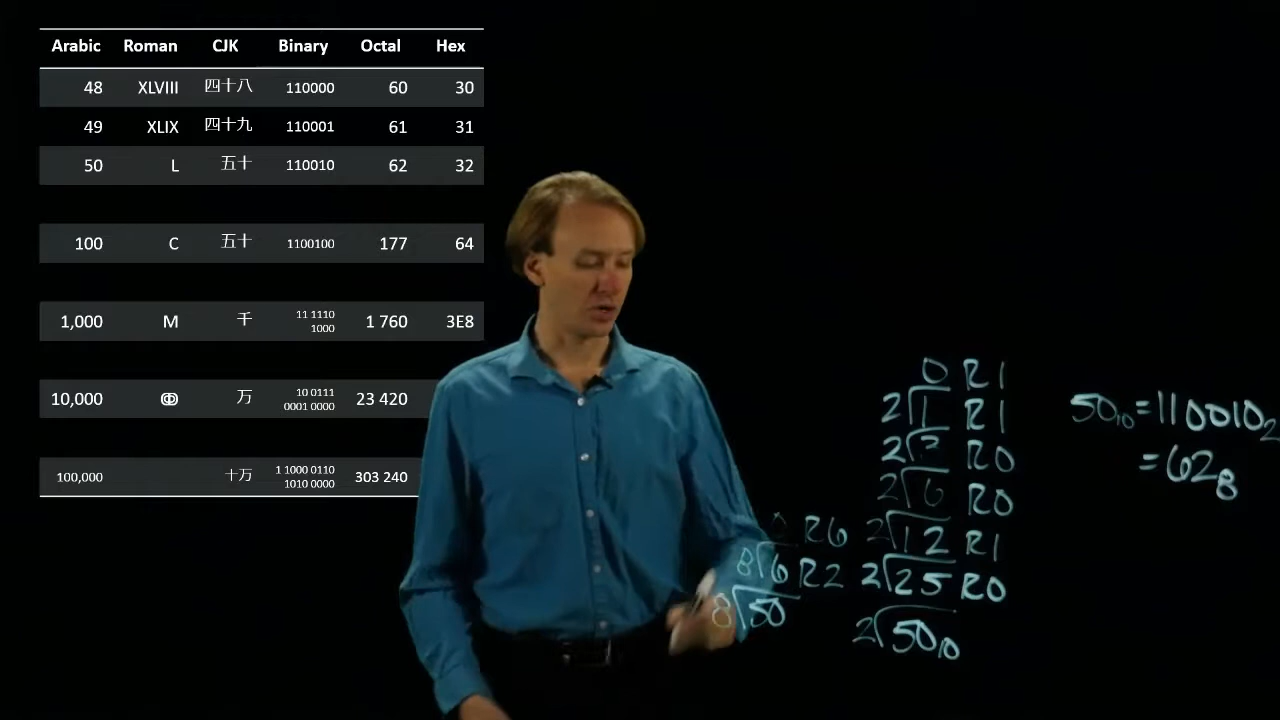 Arabic Roman CJK Binary Octal Hex
48 XLVIII 四十八 110000 60 30
49 XLIX 四十九 110001 61 31
50 L 五十 110010 62 32
100 C 五十 1100100 177 64
1,000 M 千 11 1110 1000 1 760 3E8
10,000 ↂ 万 10 0111 0001 0000 23 420
100,000 十万 1 1000 0110 1010 0000 303 240
0 R6
8⟌6 R2
8⟌50
0 R1
2⟌1 R1
2⟌3 R0
2⟌6 R0
2⟌12 R1
2⟌25 R0
2⟌50₁₀
50₁₀=110010₂
=62₈